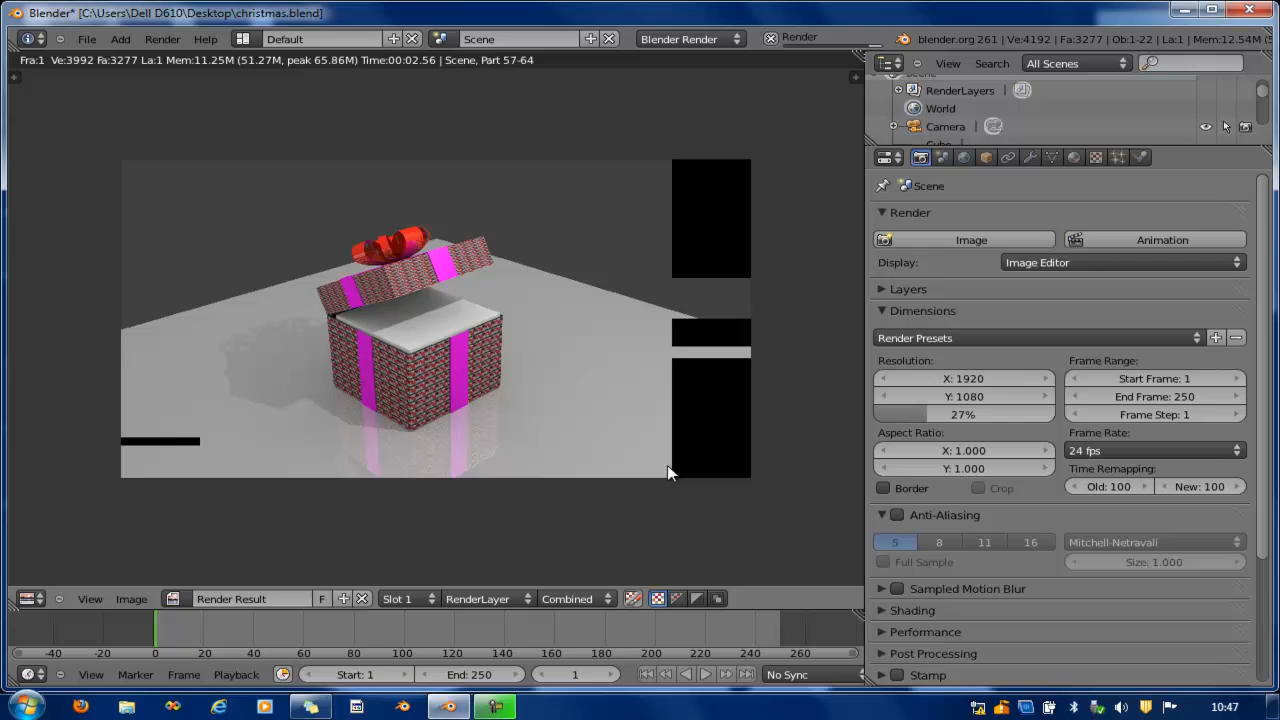 Blender* [C:\Users\Dell D610\Desktop\christmas.blend]
File Add Render Help Default Scene Blender Render Render blender.org 261 | Ve:4192 | Fa:3277 | Ob:1-22 | La:1 | Mem:12.54M
Fra:1 Ve:3992 Fa:3277 La:1 Mem:11.25M (51.27M, peak 65.86M) Time:00:02.56 | Scene, Part 57-64
View Search All Scenes
RenderLayers |
World
Camera |
Scene
Render
Image Animation
Display: Image Editor
Layers
Dimensions
Render Presets
Resolution: Frame Range:
X: 1920 Start Frame: 1
Y: 1080 End Frame: 250
27% Frame Step: 1
Aspect Ratio: Frame Rate:
X: 1.000 24 fps
Y: 1.000 Time Remapping:
Border Crop Old: 100 New: 100
Anti-Aliasing
5 8 11 16 Mitchell-Netravali
Full Sample Size: 1.000
Sampled Motion Blur
Shading
Performance
Post Processing
Stamp
View Image Render Result F Slot 1 RenderLayer Combined
-40 -20 0 20 40 60 80 100 120 140 160 180 200 220 240 260
View Marker Frame Playback Start: 1 End: 250 1 No Sync
10:47